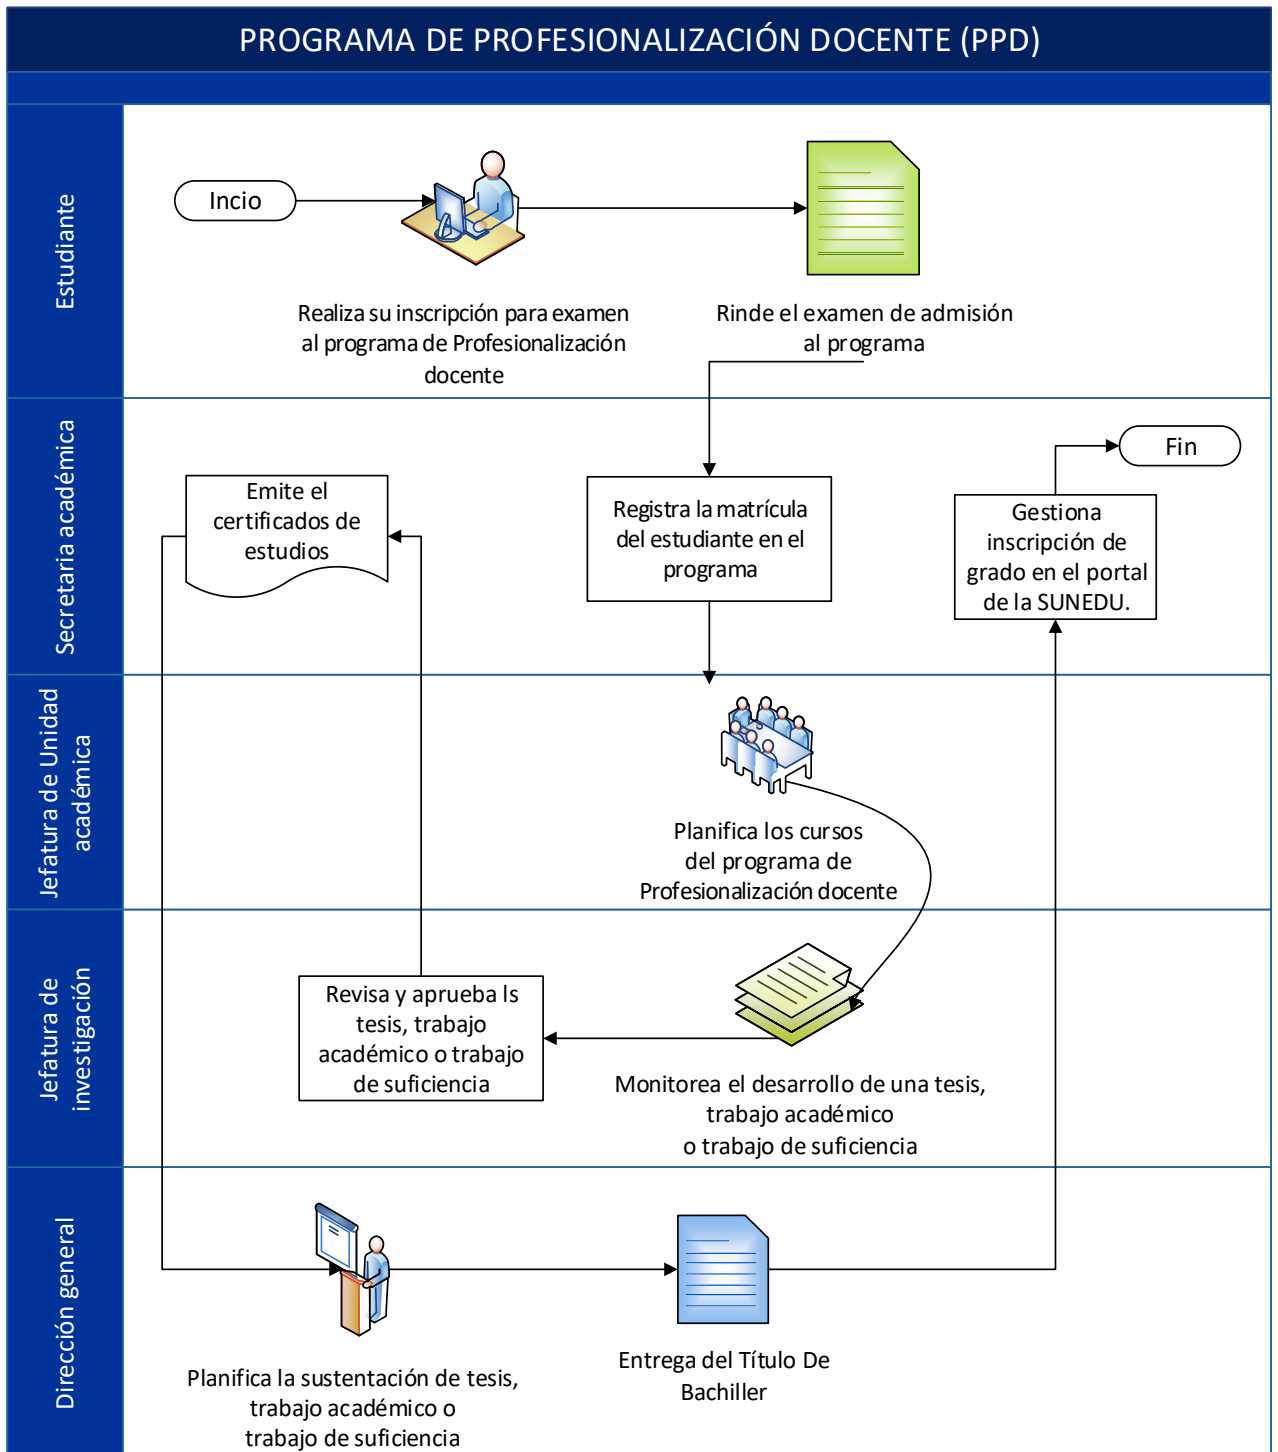 PROGRAMA DE PROFESIONALIZACIÓN DOCENTE (PPD)
Estudiante
Incio
Realiza su inscripción para examen
al programa de Profesionalización
docente
Rinde el examen de admisión
al programa
Secretaria académica
Emite el
certificados de
estudios
Registra la matrícula
del estudiante en el
programa
Fin
Gestiona
inscripción de
grado en el portal
de la SUNEDU.
Jefatura de Unidad
académica
Planifica los cursos
del programa de
Profesionalización docente
Jefatura de
investigación
Revisa y aprueba ls
tesis, trabajo
académico o trabajo
de suficiencia
Monitorea el desarrollo de una tesis,
trabajo académico
o trabajo de suficiencia
Dirección general
Planifica la sustentación de tesis,
trabajo académico o
trabajo de suficiencia
Entrega del Título De
Bachiller